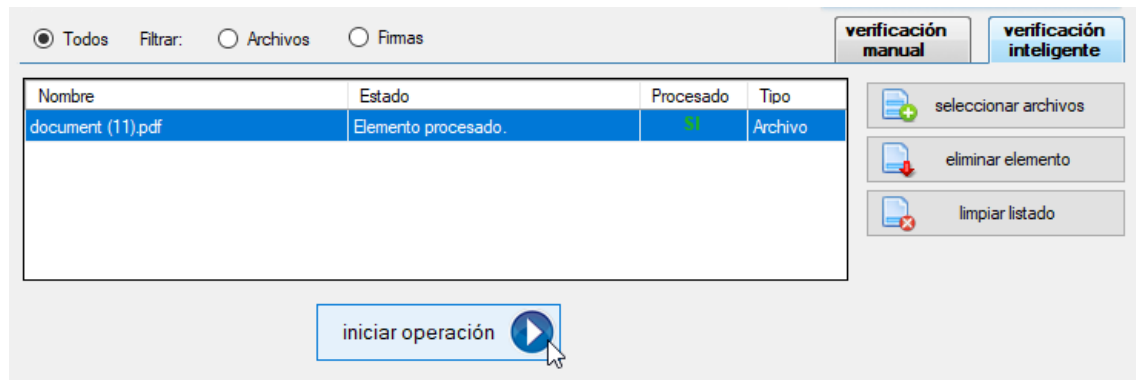 Todos Filtrar: Archivos Firmas
verificación manual
verificación inteligente
Nombre Estado Procesado Tipo
document (11).pdf Elemento procesado. SI Archivo
seleccionar archivos
eliminar elemento
limpiar listado
iniciar operación